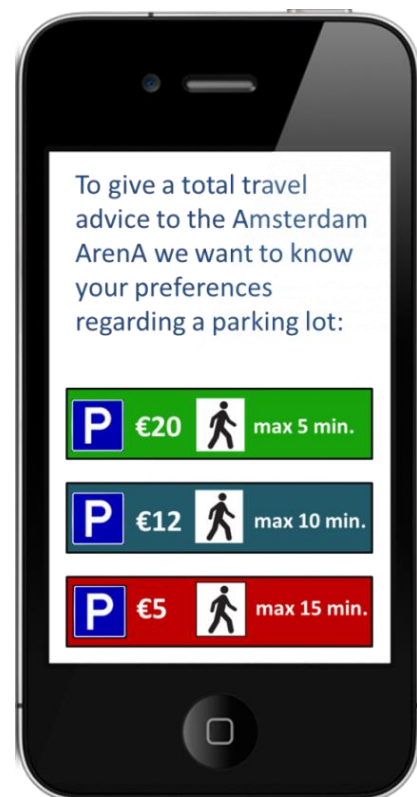 To give a total travel
advice to the Amsterdam
ArenA we want to know
your preferences
regarding a parking lot:
P €20 max 5 min.
P €12 max 10 min.
P €5 max 15 min.